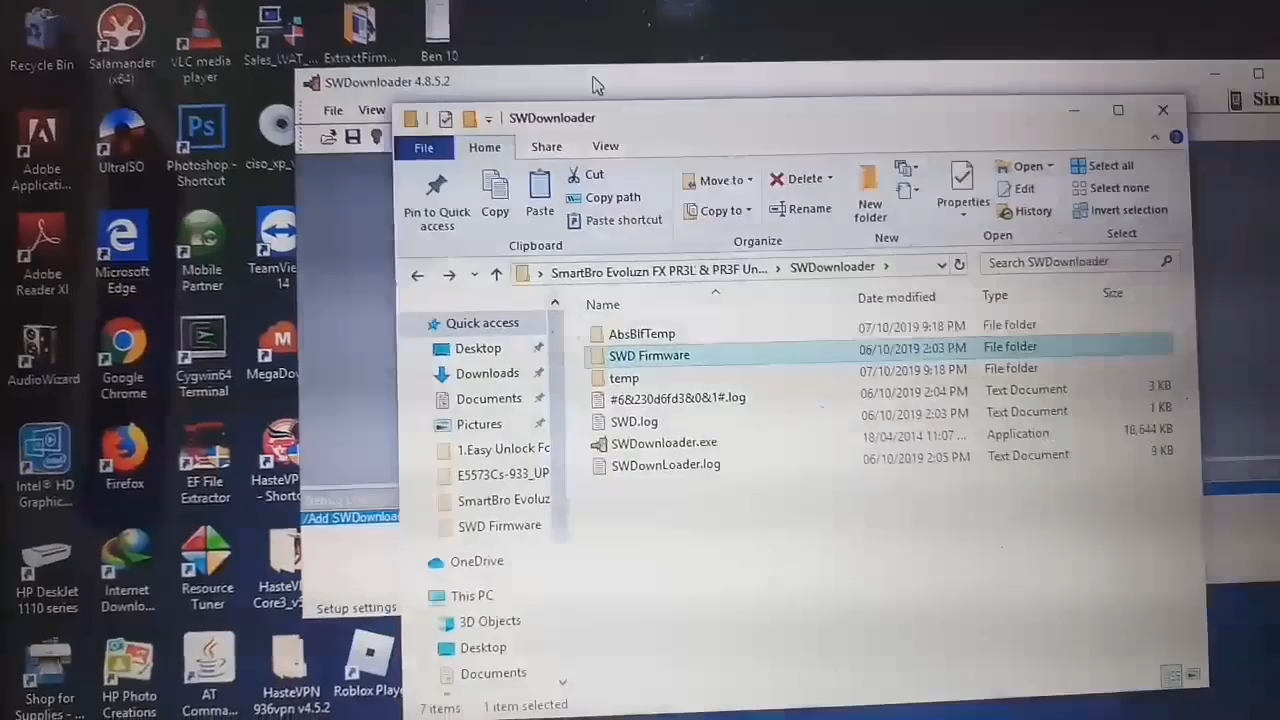 Recycle Bin
Salamander
(x64)
VLC media
player
Sales_WAT_...
ExtractFirm...
Ben 10
Adobe
Applicati...
UltraISO
Photoshop -
Shortcut
ciso_xp_
Adobe
Reader XI
Microsoft
Edge
Mobile
Partner
TeamView
14
AudioWizard
Google
Chrome
Cygwin64
Terminal
MegaDow
Intel® HD
Graphic...
Firefox
EF File
Extractor
HasteVP
- Shortc
HP DeskJet
1110 series
Internet
Downlo...
Resource
Tuner
HasteV
Core3_v
Shop for
Supplies - ...
HP Photo
Creations
AT
Comma...
HasteVPN
936vpn v4.5.2
Roblox Playe
SWDownloader 4.8.5.2
File View
Sin
/Add SWDownloa
Setup settings
SWDownloader
File Home Share View
Pin to Quick
access
Copy
Paste
Cut
Copy path
Paste shortcut
Clipboard
Move to
Copy to
Delete
Rename
Organize
New
folder
New
Properties
Open
Edit
History
Open
Select all
Select none
Invert selection
Select
› SmartBro Evoluzn FX PR3L & PR3F Un... › SWDownloader ›
Search SWDownloader
Name Date modified Type Size
AbsBlfTemp 07/10/2019 9:18 PM File folder
SWD Firmware 06/10/2019 2:03 PM File folder
temp 07/10/2019 9:18 PM File folder
#6&230d6fd3&0&1#.log 06/10/2019 2:04 PM Text Document 3 KB
SWD.log 06/10/2019 2:03 PM Text Document 1 KB
SWDownloader.exe 18/04/2014 11:07 ... Application 18,644 KB
SWDownLoader.log 06/10/2019 2:05 PM Text Document 9 KB
Quick access
Desktop
Downloads
Documents
Pictures
1.Easy Unlock Fc
E5573Cs-933_UP
SmartBro Evoluz
SWD Firmware
OneDrive
This PC
3D Objects
Desktop
Documents
7 items 1 item selected